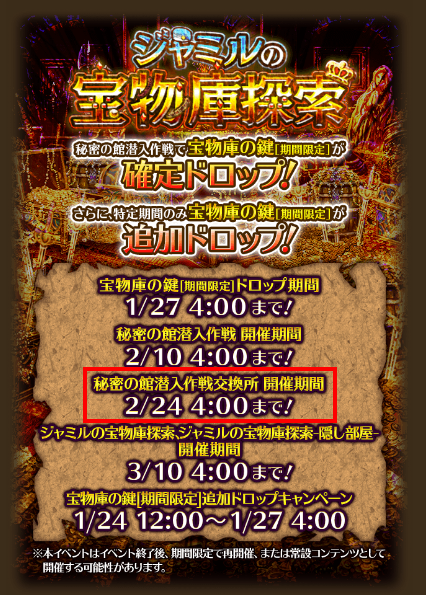 ジャミルの
宝物庫探索
秘密の館潜入作戦で宝物庫の鍵[期間限定]が
確定ドロップ!
さらに、特定期間のみ宝物庫の鍵[期間限定]が
追加ドロップ!
宝物庫の鍵[期間限定]ドロップ期間
1/27 4:00まで!
秘密の館潜入作戦 開催期間
2/10 4:00まで!
秘密の館潜入作戦交換所 開催期間
2/24 4:00まで!
ジャミルの宝物庫探索、ジャミルの宝物庫探索-隠し部屋-
開催期間
3/10 4:00まで!
宝物庫の鍵[期間限定]追加ドロップキャンペーン
1/24 12:00～1/27 4:00
※本イベントはイベント終了後、期間限定で再開催、または常設コンテンツとして
開催する可能性があります。